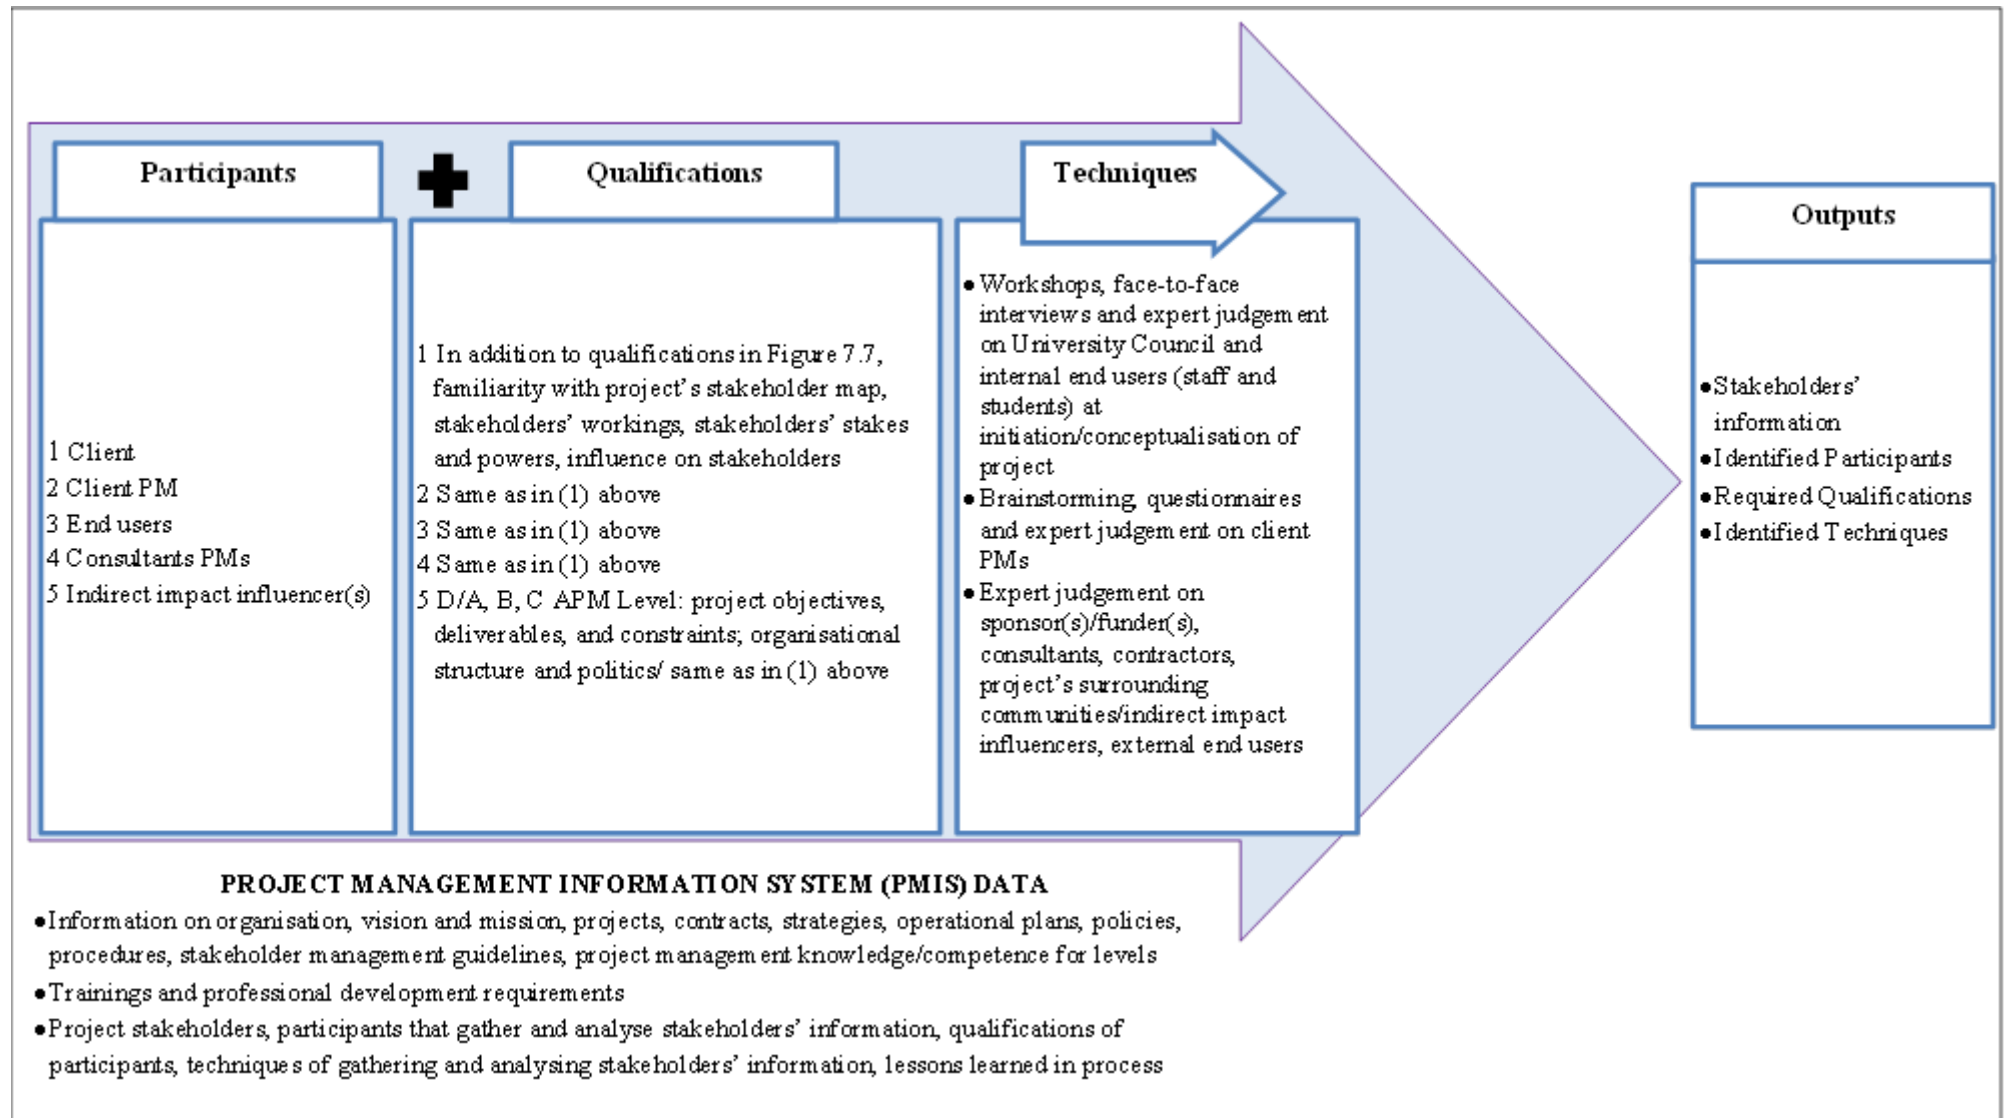 Participants
Qualifications
Techniques
Outputs
1 Client
2 Client PM
3 End users
4 Consultants PMs
5 Indirect impact influencer(s)
1 In addition to qualifications in Figure 7.7,
familiarity with project's stakeholder map,
stakeholders' workings, stakeholders' stakes
and powers, influence on stakeholders
2 Same as in (1) above
3 Same as in (1) above
4 Same as in (1) above
5 D/A, B, C APM Level: project objectives,
deliverables, and constraints; organisational
structure and politics/ same as in (1) above
● Workshops, face-to-face
interviews and expert judgement
on University Council and
internal end users (staff and
students) at
initiation/conceptualisation of
project
● Brainstorming, questionnaires
and expert judgement on client
PMs
● Expert judgement on
sponsor(s)/funder(s),
consultants, contractors,
project's surrounding
communities/indirect impact
influencers, external end users
●Stakeholders'
information
●Identified Participants
●Required Qualifications
●Identified Techniques
PROJECT MANAGEMENT INFORMATION SYSTEM (PMIS) DATA
●Information on organisation, vision and mission, projects, contracts, strategies, operational plans, policies,
procedures, stakeholder management guidelines, project management knowledge/competence for levels
●Trainings and professional development requirements
●Project stakeholders, participants that gather and analyse stakeholders' information, qualifications of
participants, techniques of gathering and analysing stakeholders' information, lessons learned in process